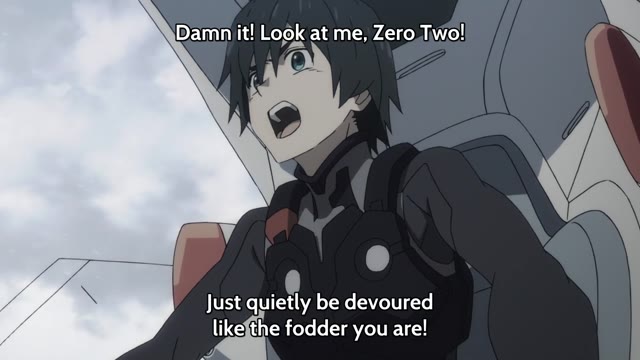 Damn it! Look at me, Zero Two!
Just quietly be devoured
like the fodder you are!